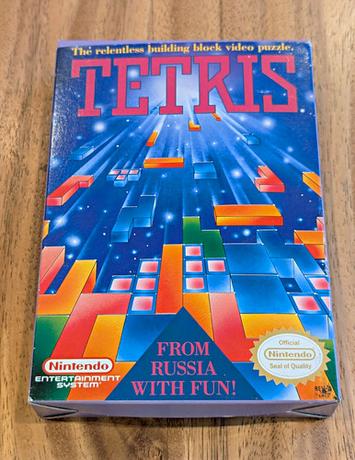 The relentless building block video puzzle.
TETRIS
FROM
RUSSIA
WITH FUN!
Nintendo
ENTERTAINMENT
SYSTEM
Official
Nintendo
Seal of Quality